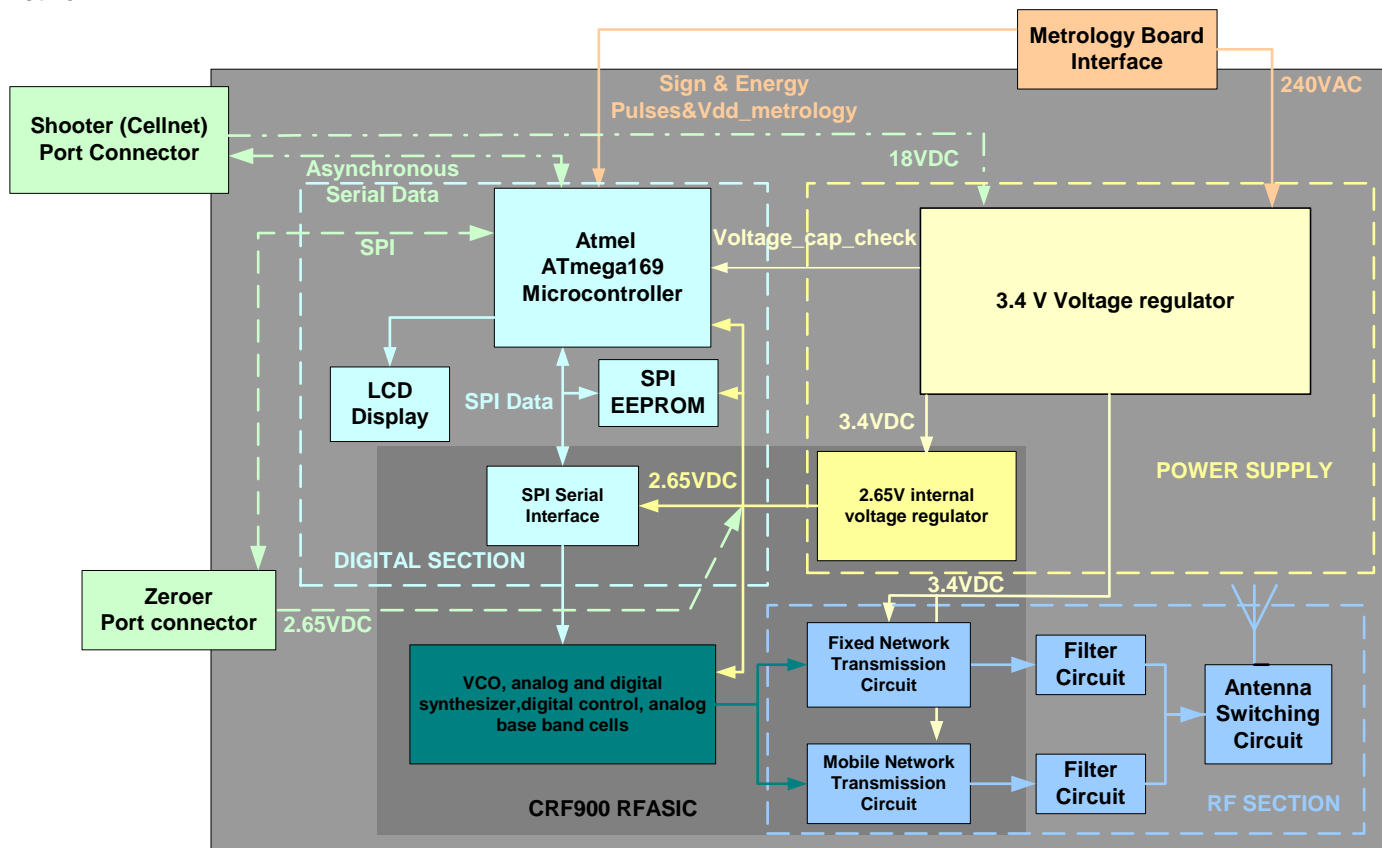 Metrology Board
Interface
Sign & Energy
Pulses&Vdd_metrology
240VAC
Shooter (Cellnet)
Port Connector
18VDC
Asynchronous
Serial Data
SPI
Atmel
ATmega169
Microcontroller
Voltage_cap_check
3.4 V Voltage regulator
LCD
Display
SPI Data
SPI
EEPROM
3.4VDC
POWER SUPPLY
SPI Serial
Interface
2.65VDC
2.65V internal
voltage regulator
DIGITAL SECTION
Zeroer
Port connector
2.65VDC
3.4VDC
VCO, analog and digital
synthesizer,digital control, analog
base band cells
Fixed Network
Transmission
Circuit
Filter
Circuit
Antenna
Switching
Circuit
Mobile Network
Transmission
Circuit
Filter
Circuit
RF SECTION
CRF900 RFASIC